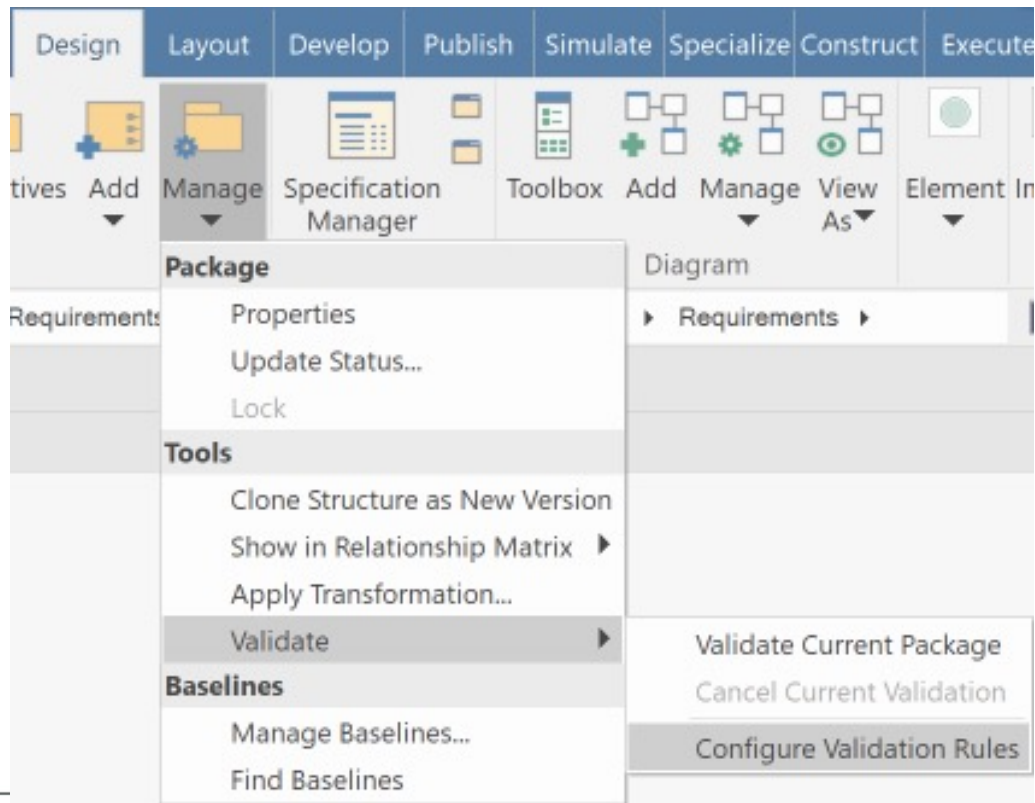 Design Layout Develop Publish Simulate Specialize Construct Execute
tives Add Manage Specification Manager Toolbox Add Manage View As Element
Diagram
Requirements Requirements
Package
Properties
Update Status...
Lock
Tools
Clone Structure as New Version
Show in Relationship Matrix
Apply Transformation...
Validate
Validate Current Package
Cancel Current Validation
Configure Validation Rules
Baselines
Manage Baselines...
Find Baselines